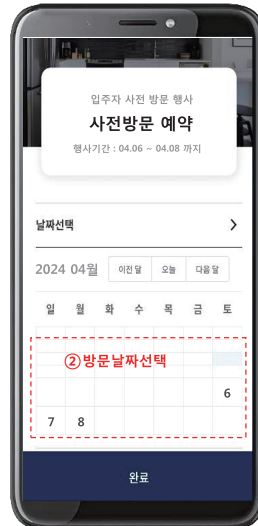 입주자 사전 방문 행사
사전방문 예약
행사기간 : 04.06 ~ 04.08 까지
날짜선택
2024 04월 이전 달 오늘 다음 달
일 월 화 수 목 금 토
②방문날짜선택
6
7 8
완료